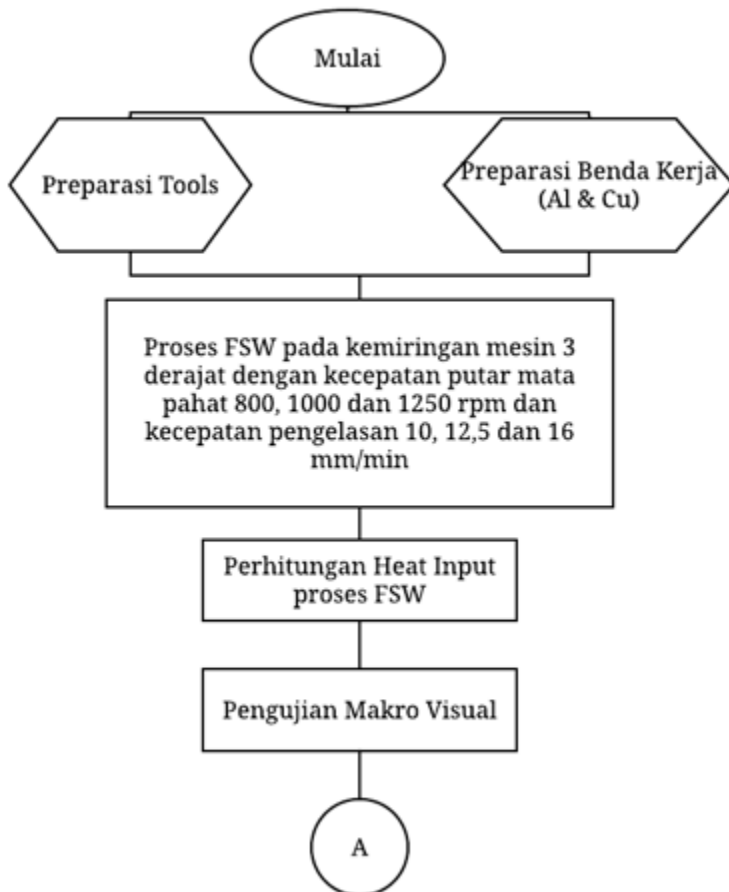 Mulai
Preparasi Tools
Preparasi Benda Kerja
(Al & Cu)
Proses FSW pada kemiringan mesin 3
derajat dengan kecepatan putar mata
pahat 800, 1000 dan 1250 rpm dan
kecepatan pengelasan 10, 12,5 dan 16
mm/min
Perhitungan Heat Input
proses FSW
Pengujian Makro Visual
A